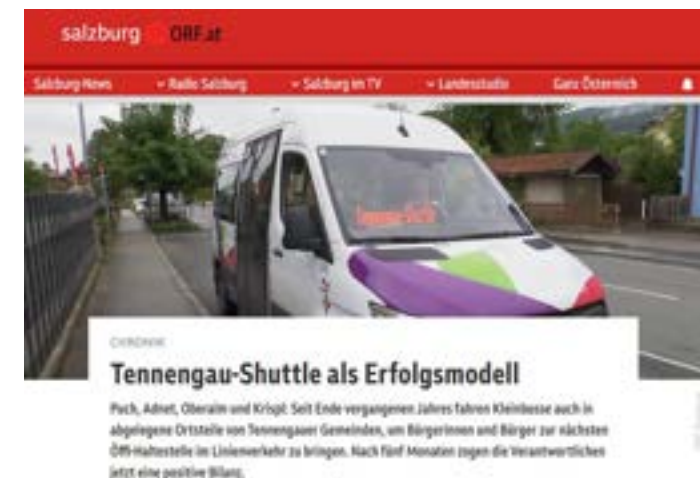 salzburg ORF.at
Salzburg-News Radio Salzburg Salzburg im TV Landesstudio Ganz Österreich
CHRONIK
Tennengau-Shuttle als Erfolgsmodell
Puch, Adnet, Oberalm und Krispl: Seit Ende vergangenen Jahres fahren Kleinbusse auch in
abgelegene Ortsteile von Tennengauer Gemeinden, um Bürgerinnen und Bürger zur nächsten
Öffi-Haltestelle im Linienverkehr zu bringen. Nach fünf Monaten zogen die Verantwortlichen
jetzt eine positive Bilanz.